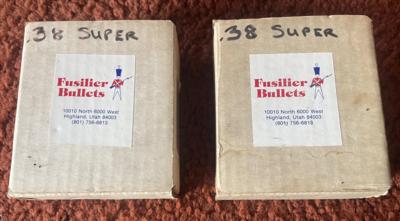 .38 SUPER
Fusilier
Bullets
10010 North 6000 West
Highland, Utah 84003
(801) 756-6813
.38 SUPER
Fusilier
Bullets
10010 North 6000 West
Highland, Utah 84003
(801) 756-6813